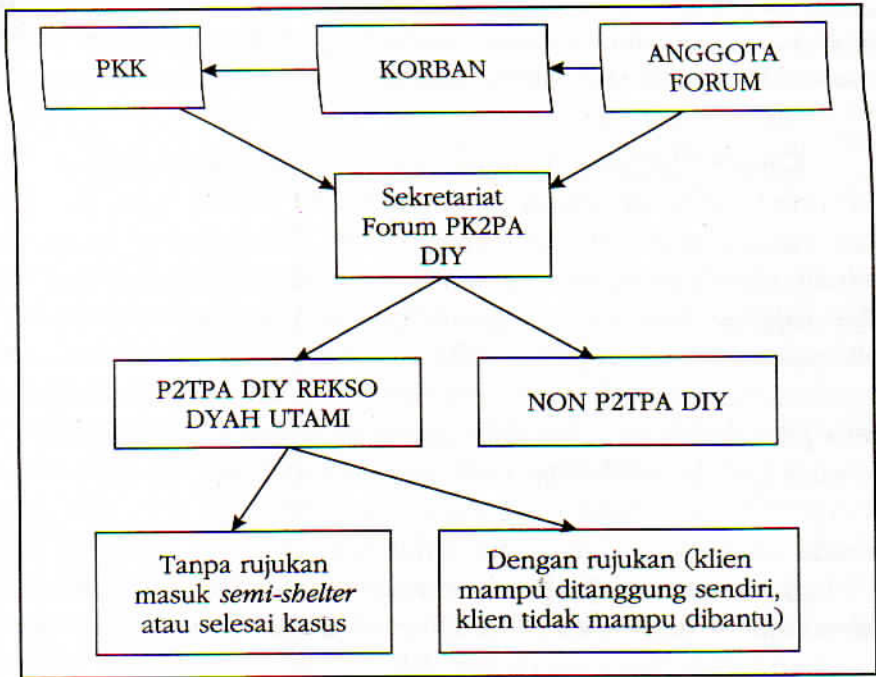 PKK
KORBAN
ANGGOTA
FORUM
Sekretariat
Forum PK2PA
DIY
P2TPA DIY REKSO
DYAH UTAMI
NON P2TPA DIY
Tanpa rujukan
masuk semi-shelter
atau selesai kasus
Dengan rujukan (klien
mampu ditanggung sendiri,
klien tidak mampu dibantu)